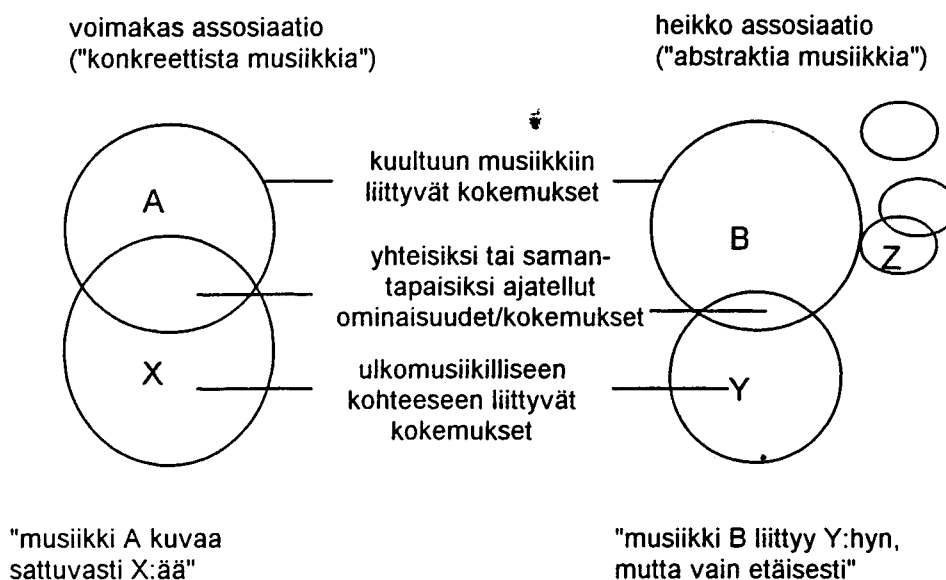 voimakas assosiaatio
("konkreettista musiikkia")
heikko assosiaatio
("abstraktia musiikkia")
A
kuultuun musiikkiin
liittyvät kokemukset
B
Z
yhteisiksi tai saman-
tapaisiksi ajatellut
ominaisuudet/kokemukset
X
ulkomusiikilliseen
kohteeseen liittyvät
kokemukset
Y
"musiikki A kuvaa
sattuvasti X:ää"
"musiikki B liittyy Y:hyn,
mutta vain etäisesti"